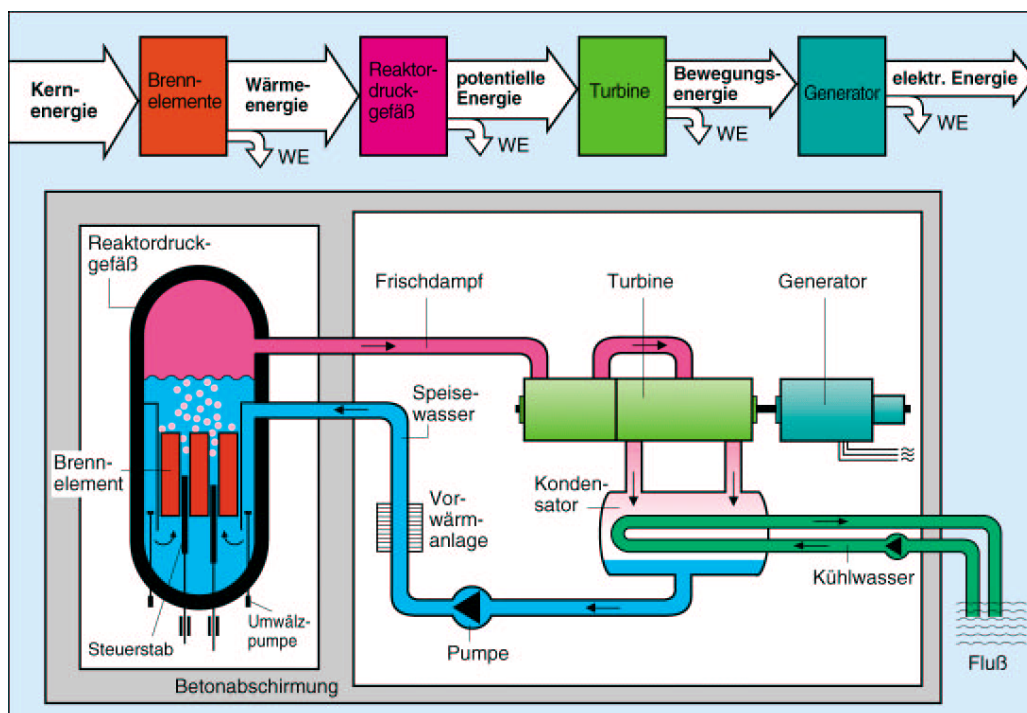 Kern-
energie
Brenn-
elemente
Wärme-
energie
WE
Reaktor-
druck-
gefäß
potentielle
Energie
WE
Turbine
Bewegungs-
energie
WE
Generator
elektr. Energie
WE
Reaktordruck-
gefäß
Frischdampf
Turbine
Generator
Speise-
wasser
Brenn-
element
Vor-
wärm-
anlage
Konden-
sator
Kühlwasser
Umwälz-
pumpe
Steuerstab
Pumpe
Fluß
Betonabschirmung